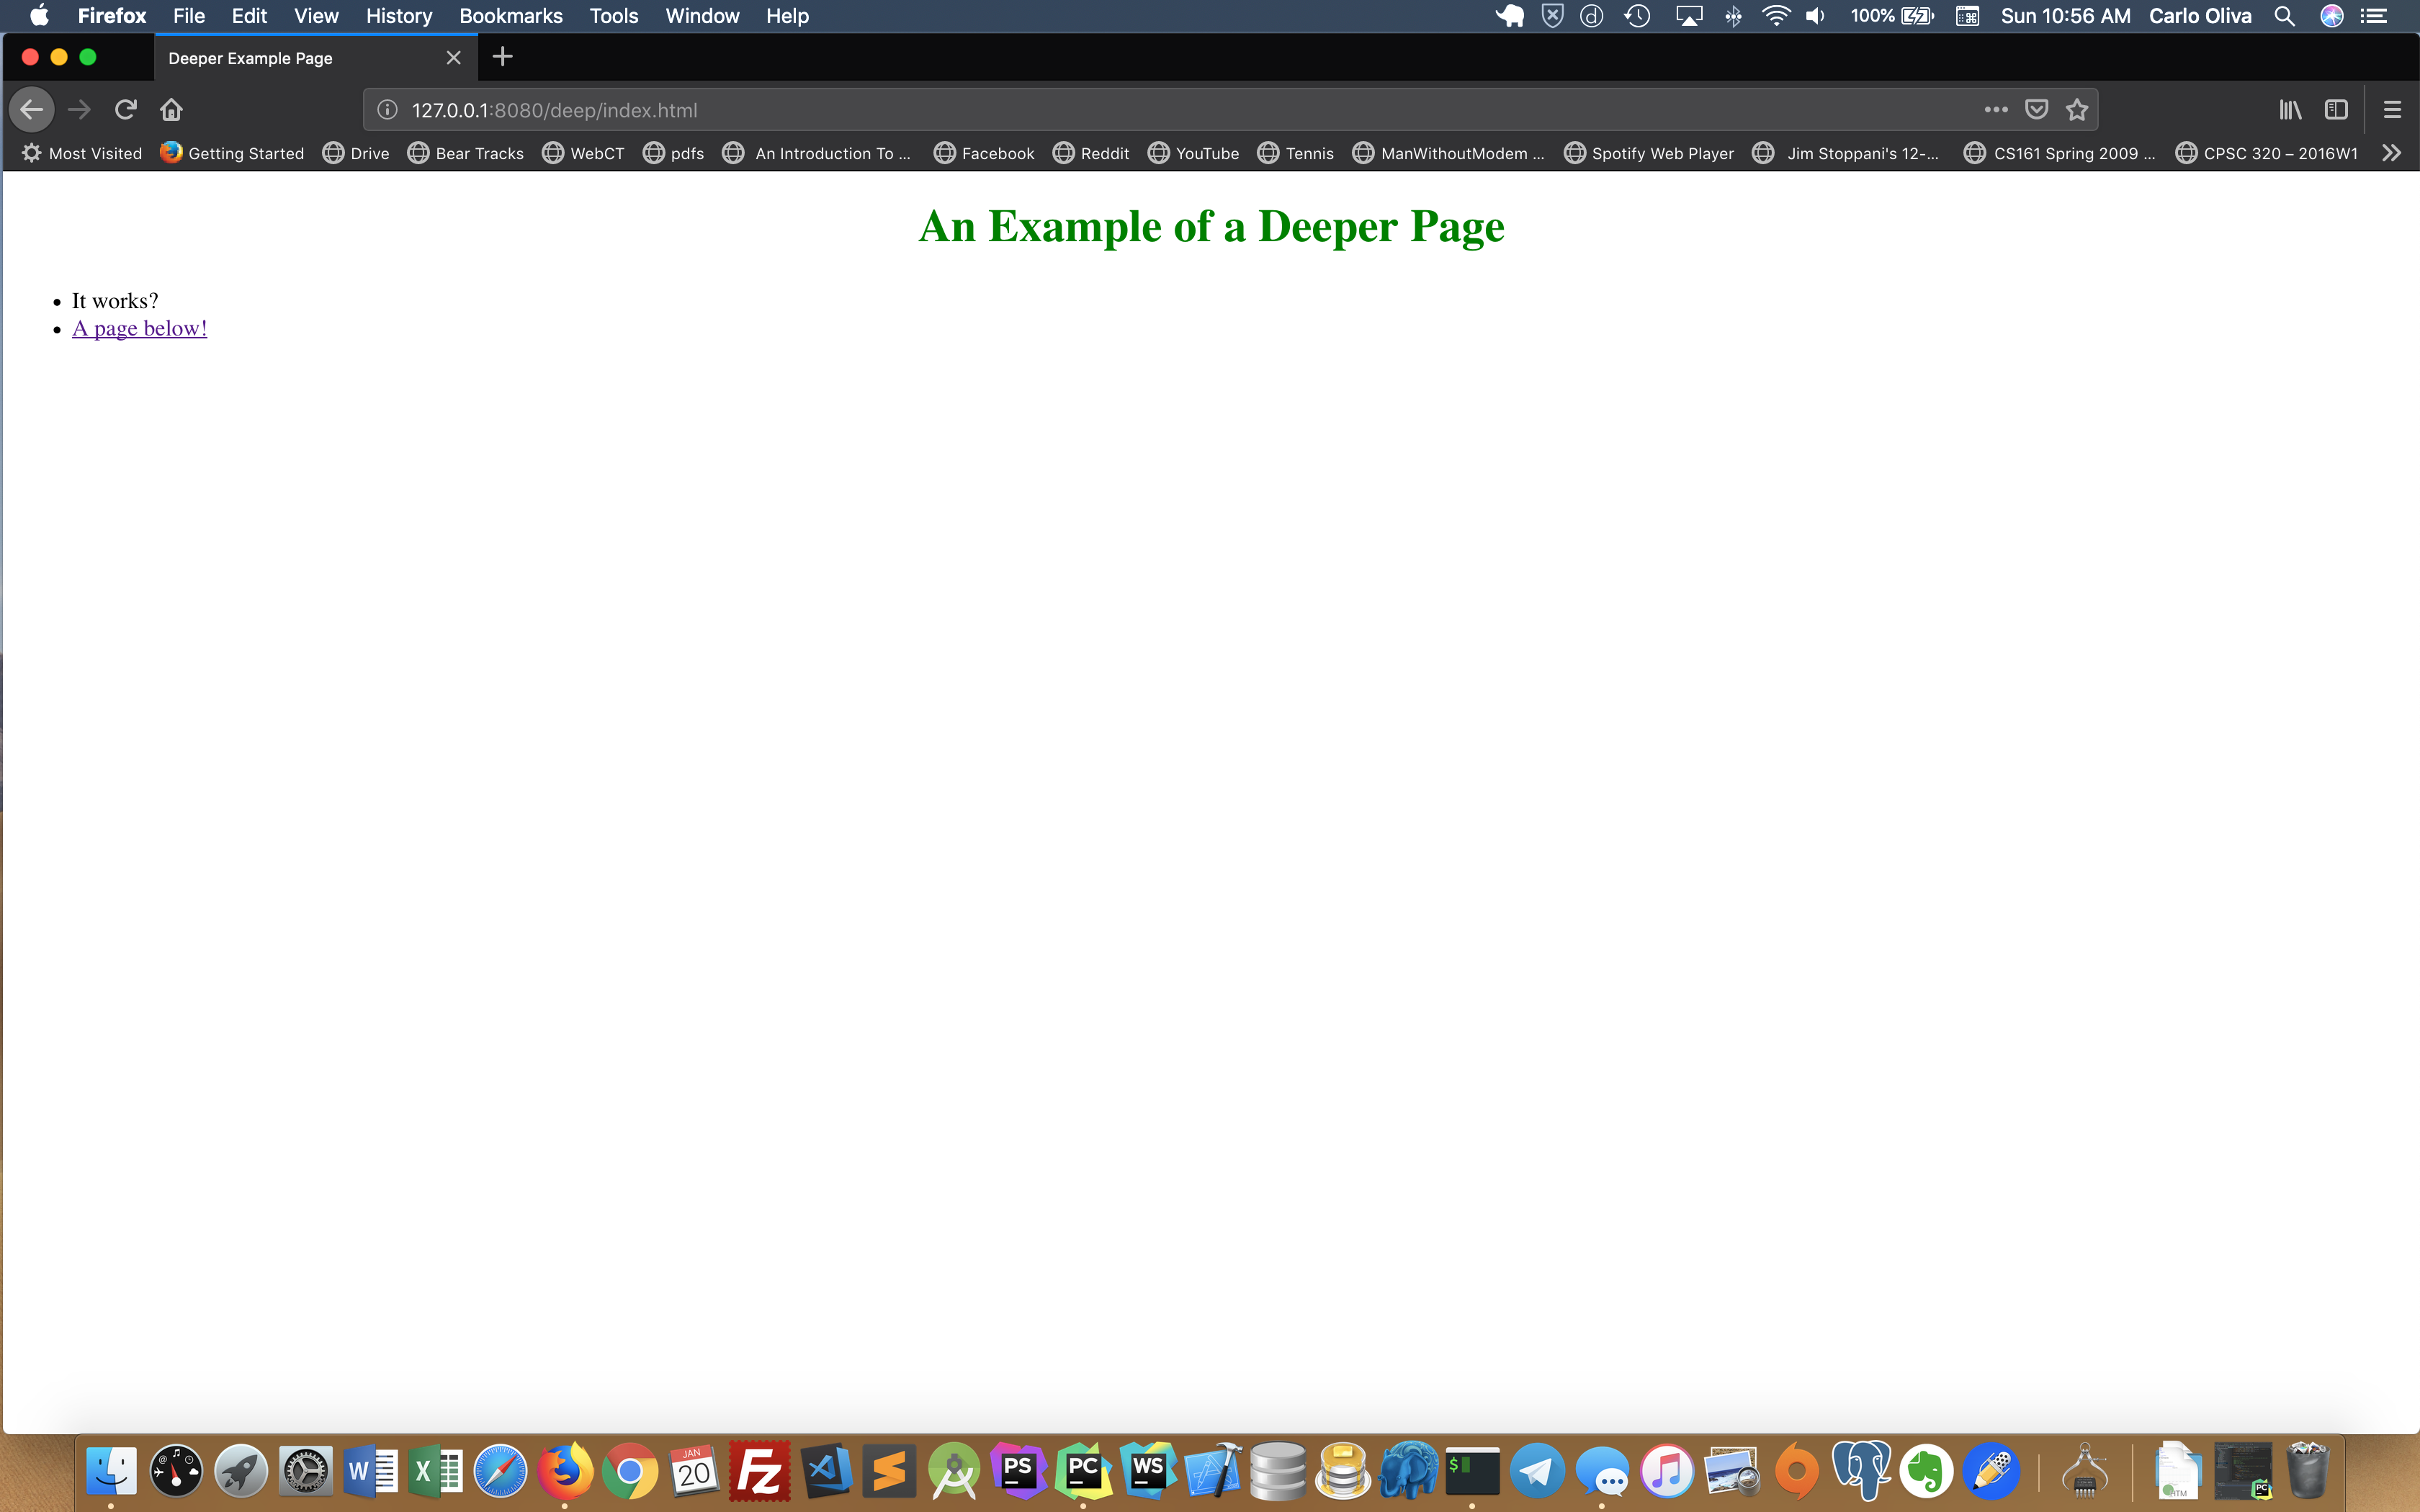 Firefox File Edit View History Bookmarks Tools Window Help 100% Sun 10:56 AM Carlo Oliva
Deeper Example Page
127.0.0.1:8080/deep/index.html
Most Visited Getting Started Drive Bear Tracks WebCT pdfs An Introduction To ... Facebook Reddit YouTube Tennis ManWithoutModem ... Spotify Web Player Jim Stoppani's 12-... CS161 Spring 2009 ... CPSC 320 – 2016W1
An Example of a Deeper Page
• It works?
• A page below!
W X JAN 20 Fz PS PC WS $ HTM PC